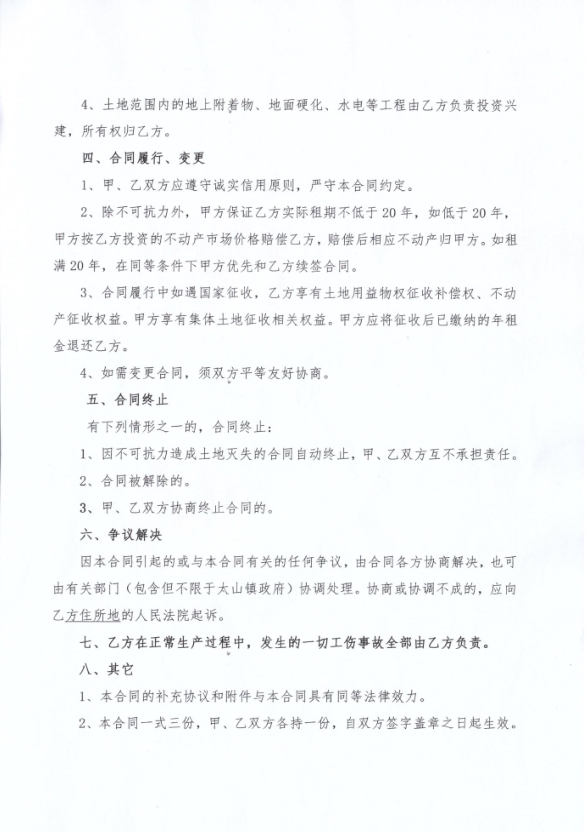 4、土地范围内的地上附着物、地面硬化、水电等工程由乙方负责投资兴
建，所有权归乙方。
四、合同履行、变更
1、甲、乙双方应遵守诚实信用原则，严守本合同约定。
2、除不可抗力外，甲方保证乙方实际租期不低于 20 年，如低于 20 年，
甲方按乙方投资的不动产市场价格赔偿乙方，赔偿后相应不动产归甲方。如租
满 20 年，在同等条件下甲方优先和乙方续签合同。
3、合同履行中如遇国家征收，乙方享有土地用益物权征收补偿权、不动
产征收权益。甲方享有集体土地征收相关权益。甲方应将征收后已缴纳的年租
金退还乙方。
4、如需变更合同，须双方平等友好协商。
五、合同终止
有下列情形之一的，合同终止：
1、因不可抗力造成土地灭失的合同自动终止，甲、乙双方互不承担责任。
2、合同被解除的。
3、甲、乙双方协商终止合同的。
六、争议解决
因本合同引起的或与本合同有关的任何争议，由合同各方协商解决，也可
由有关部门（包含但不限于太山镇政府）协调处理。协商或协调不成的，应向
乙方住所地的人民法院起诉。
七、乙方在正常生产过程中，发生的一切工伤事故全部由乙方负责。
八、其它
1、本合同的补充协议和附件与本合同具有同等法律效力。
2、本合同一式三份，甲、乙双方各持一份，自双方签字盖章之日起生效。